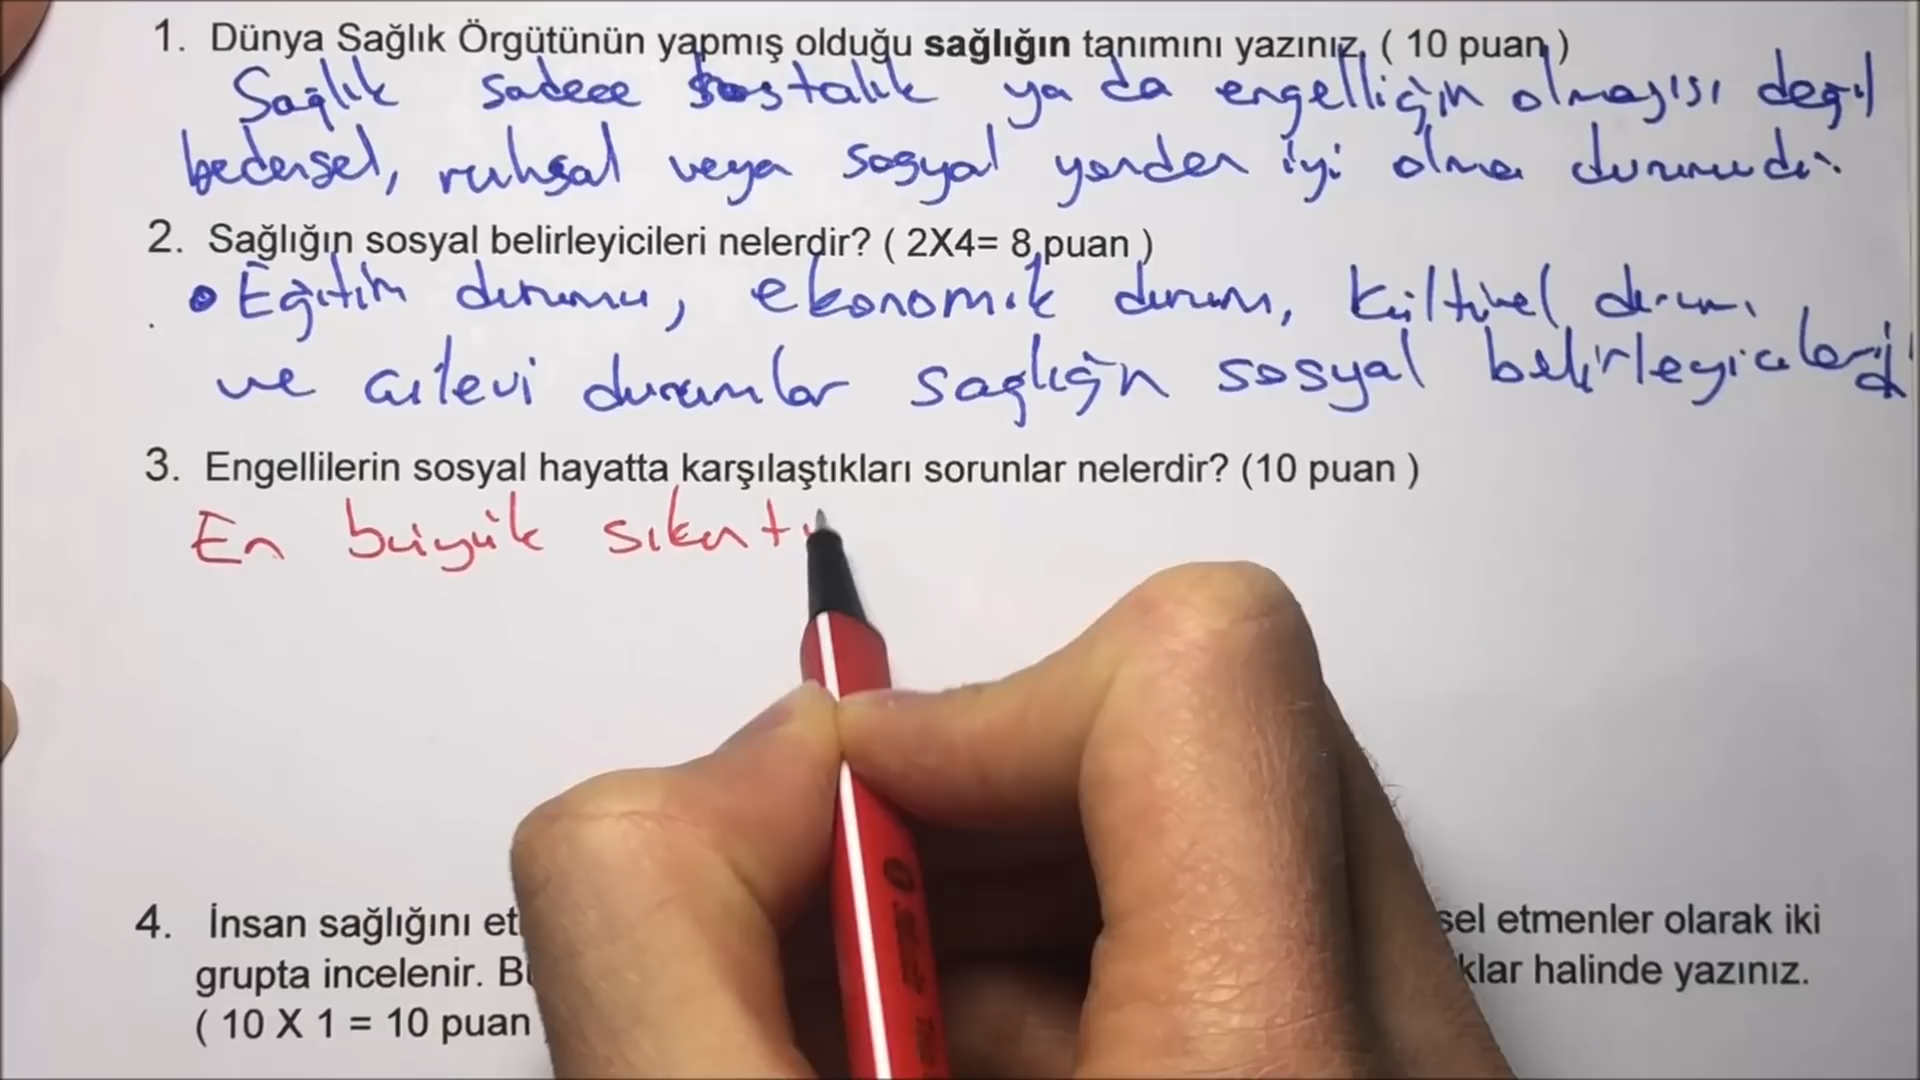 1. Dünya Sağlık Örgütünün yapmış olduğu sağlığın tanımını yazınız. ( 10 puan )
Sağlık sadece hastalık ya da engelliğin olmayışı değil
bedensel, ruhsal veya sosyal yönden iyi olma durumudur.
2. Sağlığın sosyal belirleyicileri nelerdir? ( 2X4= 8 puan )
• Eğitim durumu, ekonomik durum, kültürel durum
ve ailevi durumlar sağlığın sosyal belirleyicileridir
3. Engellilerin sosyal hayatta karşılaştıkları sorunlar nelerdir? (10 puan )
En büyük sıkıntı
4. İnsan sağlığını et sel etmenler olarak iki
grupta incelenir. B klar halinde yazınız.
( 10 X 1 = 10 puan